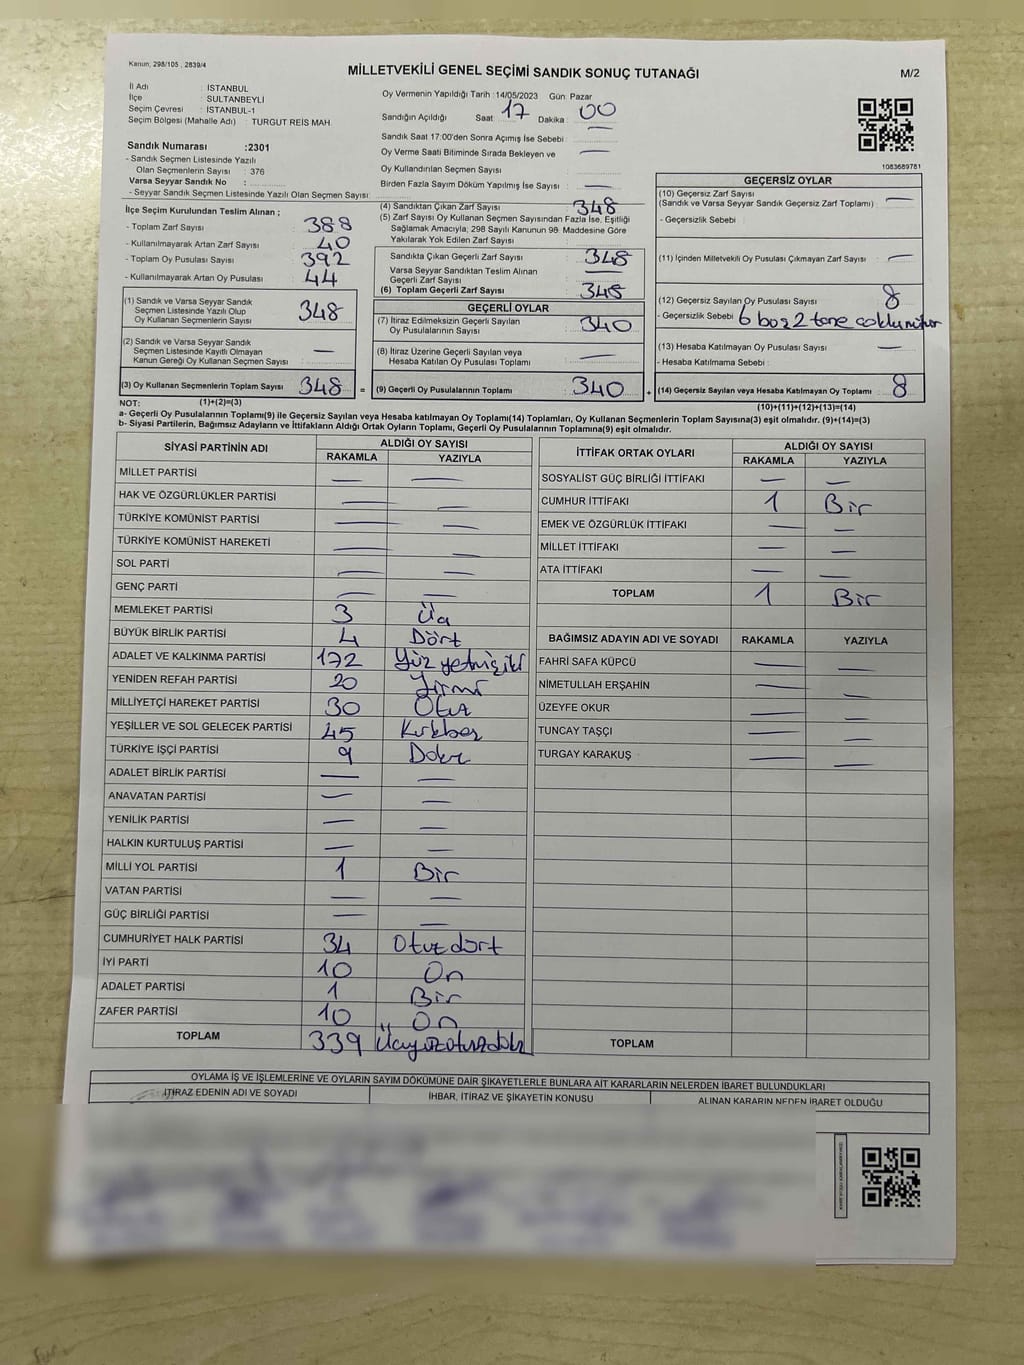 Kanun; 298/105 , 2839/4
MİLLETVEKİLİ GENEL SEÇİMİ SANDIK SONUÇ TUTANAĞI
M/2
İl Adı : İSTANBUL
İlçe : SULTANBEYLİ
Seçim Çevresi : İSTANBUL-1
Seçim Bölgesi (Mahalle Adı) TURGUT REİS MAH.
Sandık Numarası :2301
- Sandık Seçmen Listesinde Yazılı
Olan Seçmenlerin Sayısı : 376
Varsa Seyyar Sandık No :
- Seyyar Sandık Seçmen Listesinde Yazılı Olan Seçmen Sayısı:
Oy Vermenin Yapıldığı Tarih :14/05/2023 Gün: Pazar
Sandığın Açıldığı Saat : 17 Dakika : 00
Sandık Saat 17:00'den Sonra Açımış İse Sebebi : —
Oy Verme Saati Bitiminde Sırada Bekleyen ve
Oy Kullandırılan Seçmen Sayısı : —
Birden Fazla Sayım Döküm Yapılmış İse Sayısı : —
1083689781
İlçe Seçim Kurulundan Teslim Alınan ;
- Toplam Zarf Sayısı : 388
- Kullanılmayarak Artan Zarf Sayısı : 40
- Toplam Oy Pusulası Sayısı : 392
- Kullanılmayarak Artan Oy Pusulası : 44
(4) Sandıktan Çıkan Zarf Sayısı : 348
(5) Zarf Sayısı Oy Kullanan Seçmen Sayısından Fazla İse, Eşitliği
Sağlamak Amacıyla; 298 Sayılı Kanunun 98. Maddesine Göre
Yakılarak Yok Edilen Zarf Sayısı :
Sandıkta Çıkan Geçerli Zarf Sayısı : 348
Varsa Seyyar Sandıktan Teslim Alınan
Geçerli Zarf Sayısı : —
(6) Toplam Geçerli Zarf Sayısı : 348
GEÇERSİZ OYLAR
(10) Geçersiz Zarf Sayısı
(Sandık ve Varsa Seyyar Sandık Geçersiz Zarf Toplamı) : —
- Geçersizlik Sebebi :
(11) İçinden Milletvekili Oy Pusulası Çıkmayan Zarf Sayısı : —
(12) Geçersiz Sayılan Oy Pusulası Sayısı : 8
- Geçersizlik Sebebi : 6 boş 2 tane
(13) Hesaba Katılmayan Oy Pusulası Sayısı : —
- Hesaba Katılmama Sebebi :
(14) Geçersiz Sayılan veya Hesaba Katılmayan Oy Toplamı : 8
(10)+(11)+(12)+(13)=(14)
(1) Sandık ve Varsa Seyyar Sandık
Seçmen Listesinde Yazılı Olup
Oy Kullanan Seçmenlerin Sayısı : 348
(2) Sandık ve Varsa Seyyar Sandık
Seçmen Listesinde Kayıtlı Olmayan
Kanun Gereği Oy Kullanan Seçmen Sayısı : —
(3) Oy Kullanan Seçmenlerin Toplam Sayısı : 348 =
GEÇERLİ OYLAR
(7) İtiraz Edilmeksizin Geçerli Sayılan
Oy Pusulalarının Sayısı : 340
(8) İtiraz Üzerine Geçerli Sayılan veya
Hesaba Katılan Oy Pusulası Toplamı : —
(9) Geçerli Oy Pusulalarının Toplamı : 340 +
NOT: (1)+(2)=(3)
a- Geçerli Oy Pusulalarının Toplamı(9) ile Geçersiz Sayılan veya Hesaba katılmayan Oy Toplamı(14) Toplamları, Oy Kullanan Seçmenlerin Toplam Sayısına(3) eşit olmalıdır. (9)+(14)=(3)
b- Siyasi Partilerin, Bağımsız Adayların ve İttifakların Aldığı Ortak Oyların Toplamı, Geçerli Oy Pusulalarının Toplamına(9) eşit olmalıdır.
SİYASİ PARTİNİN ADI ALDIĞI OY SAYISI
RAKAMLA YAZIYLA
MİLLET PARTİSİ — —
HAK VE ÖZGÜRLÜKLER PARTİSİ — —
TÜRKİYE KOMÜNİST PARTİSİ — —
TÜRKİYE KOMÜNİST HAREKETİ — —
SOL PARTİ — —
GENÇ PARTİ — —
MEMLEKET PARTİSİ 3 Üç
BÜYÜK BİRLİK PARTİSİ 4 Dört
ADALET VE KALKINMA PARTİSİ 172 Yüz yetmişiki
YENİDEN REFAH PARTİSİ 20 Yirmi
MİLLİYETÇİ HAREKET PARTİSİ 30 Otuz
YEŞİLLER VE SOL GELECEK PARTİSİ 45 Kırkbeş
TÜRKİYE İŞÇİ PARTİSİ 9 Dokuz
ADALET BİRLİK PARTİSİ — —
ANAVATAN PARTİSİ — —
YENİLİK PARTİSİ — —
HALKIN KURTULUŞ PARTİSİ — —
MİLLİ YOL PARTİSİ 1 Bir
VATAN PARTİSİ — —
GÜÇ BİRLİĞİ PARTİSİ — —
CUMHURİYET HALK PARTİSİ 34 Otuzdört
İYİ PARTİ 10 On
ADALET PARTİSİ 1 Bir
ZAFER PARTİSİ 10 On
TOPLAM 339 Üçyüzotuzdokuz
İTTİFAK ORTAK OYLARI ALDIĞI OY SAYISI
RAKAMLA YAZIYLA
SOSYALİST GÜÇ BİRLİĞİ İTTİFAKI — —
CUMHUR İTTİFAKI 1 Bir
EMEK VE ÖZGÜRLÜK İTTİFAKI — —
MİLLET İTTİFAKI — —
ATA İTTİFAKI — —
TOPLAM 1 Bir
BAĞIMSIZ ADAYIN ADI VE SOYADI RAKAMLA YAZIYLA
FAHRİ SAFA KÜPCÜ — —
NİMETULLAH ERŞAHİN — —
ÜZEYFE OKUR — —
TUNCAY TAŞÇI — —
TURGAY KARAKUŞ — —
TOPLAM
OYLAMA İŞ VE İŞLEMLERİNE VE OYLARIN SAYIM DÖKÜMÜNE DAİR ŞİKAYETLERLE BUNLARA AİT KARARLARIN NELERDEN İBARET BULUNDUKLARI
İTİRAZ EDENİN ADI VE SOYADI
İHBAR, İTİRAZ VE ŞİKAYETİN KONUSU
ALINAN KARARIN NEDEN İBARET OLDUĞU